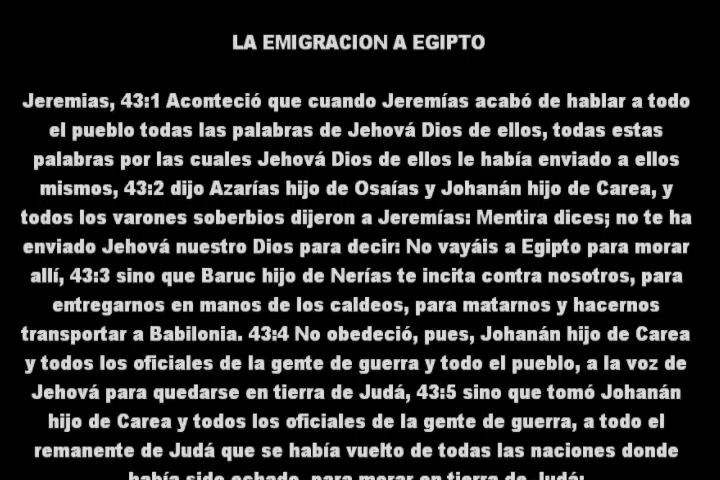 LA EMIGRACION A EGIPTO
Jeremias, 43:1 Aconteció que cuando Jeremías acabó de hablar a todo
el pueblo todas las palabras de Jehová Dios de ellos, todas estas
palabras por las cuales Jehová Dios de ellos le había enviado a ellos
mismos, 43:2 dijo Azarías hijo de Osaías y Johanán hijo de Carea, y
todos los varones soberbios dijeron a Jeremías: Mentira dices; no te ha
enviado Jehová nuestro Dios para decir: No vayáis a Egipto para morar
allí, 43:3 sino que Baruc hijo de Nerías te incita contra nosotros, para
entregarnos en manos de los caldeos, para matarnos y hacernos
transportar a Babilonia. 43:4 No obedeció, pues, Johanán hijo de Carea
y todos los oficiales de la gente de guerra y todo el pueblo, a la voz de
Jehová para quedarse en tierra de Judá, 43:5 sino que tomó Johanán
hijo de Carea y todos los oficiales de la gente de guerra, a todo el
remanente de Judá que se había vuelto de todas las naciones donde
había sido echado, para morar en tierra de Judá: